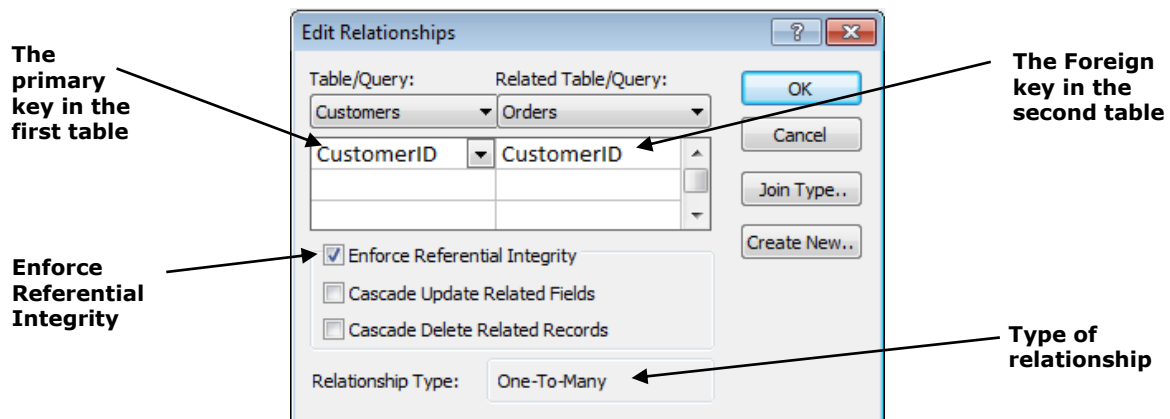 Edit Relationships
The
primary
key in the
first table
Table/Query:
Related Table/Query:
Customers
Orders
CustomerID
CustomerID
OK
Cancel
Join Type..
Create New..
The Foreign
key in the
second table
Enforce
Referential
Integrity
Enforce Referential Integrity
Cascade Update Related Fields
Cascade Delete Related Records
Relationship Type:
One-To-Many
Type of
relationship